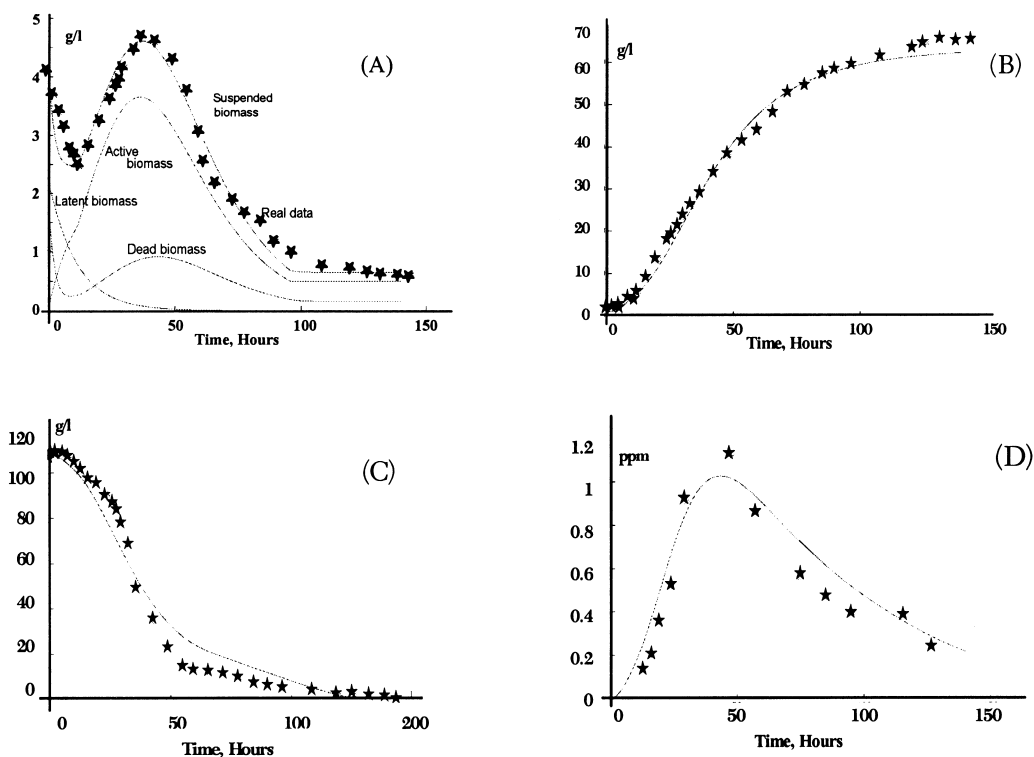 5
g/l
4
3
2
1
0
(A)
Suspended
biomass
Active
biomass
Latent biomass
Real data
Dead biomass
0 50 100 150
Time, Hours
70
g/l
60
50
40
30
20
10
0
(B)
50 100 150
Time, Hours
g/l
120
100
80
60
40
20
0
(C)
0 50 100 200
Time, Hours
1.2
ppm
1
0.8
0.6
0.4
0.2
0
(D)
0 50 100 150
Time, Hours